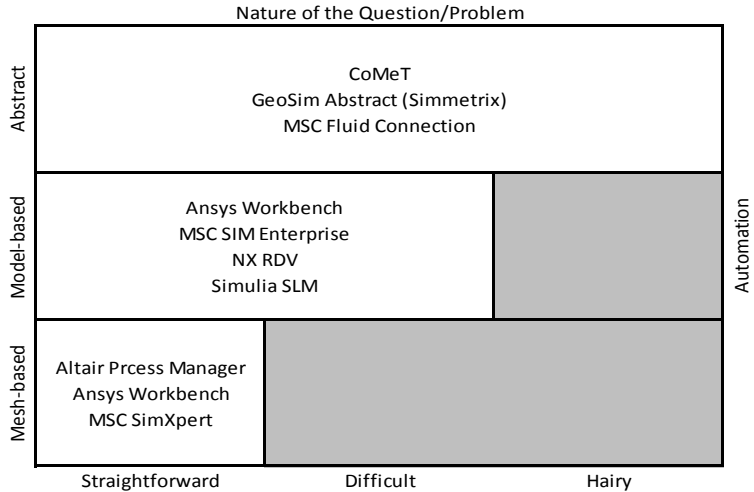 Nature of the Question/Problem
Abstract
CoMeT
GeoSim Abstract (Simmetrix)
MSC Fluid Connection
Model-based
Ansys Workbench
MSC SIM Enterprise
NX RDV
Simulia SLM
Automation
Mesh-based
Altair Prcess Manager
Ansys Workbench
MSC SimXpert
Straightforward
Difficult
Hairy